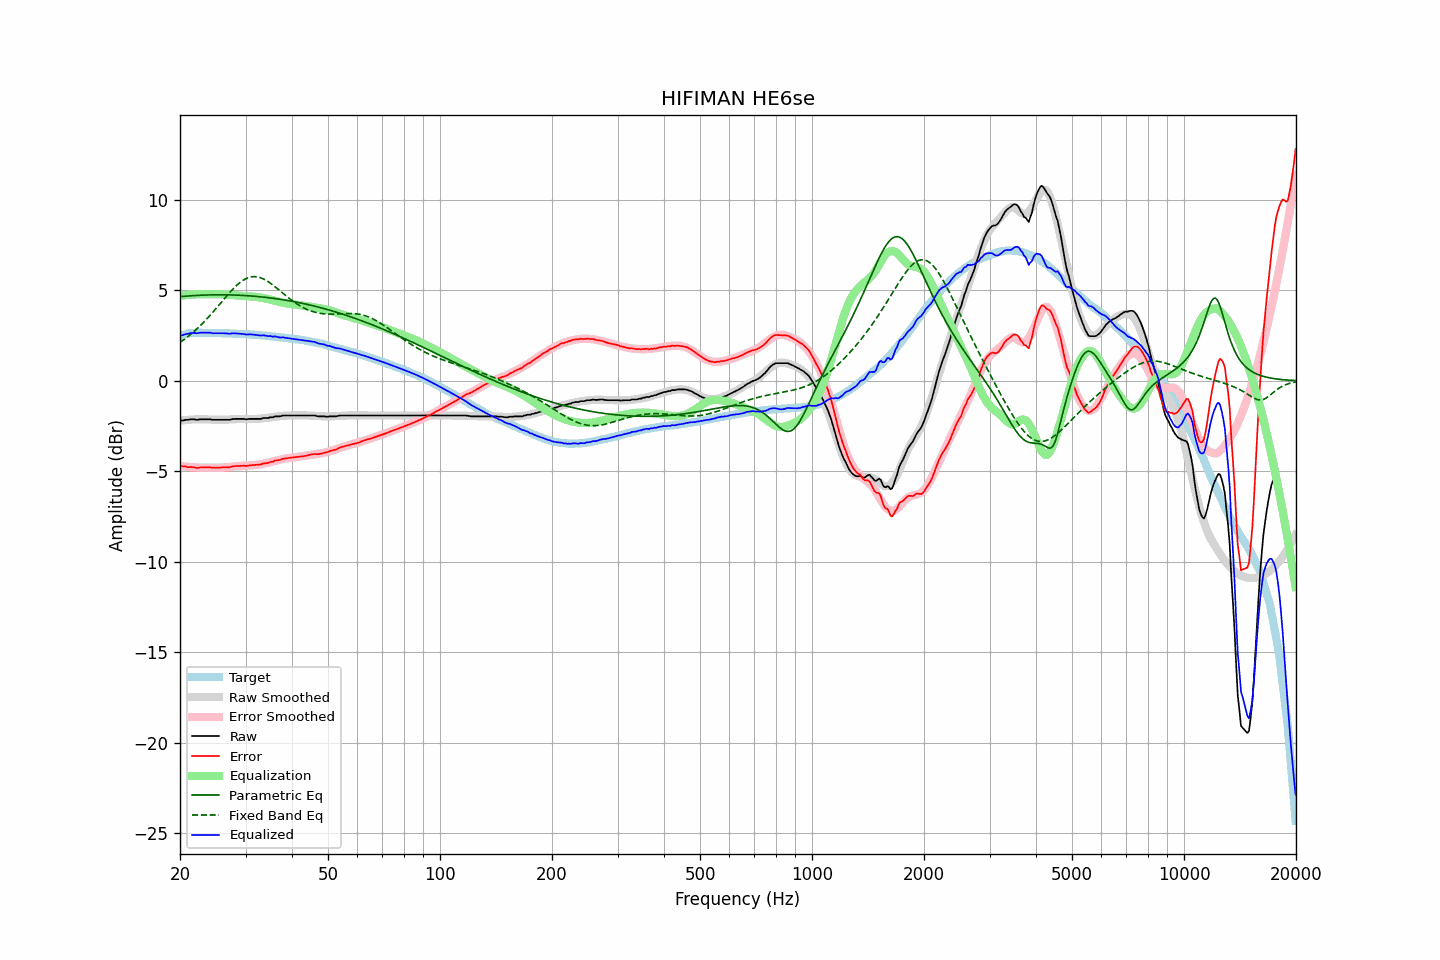 HIFIMAN HE6se
Amplitude (dBr)
10
5
0
−5
−10
−15
−20
−25
Target
Raw Smoothed
Error Smoothed
Raw
Error
Equalization
Parametric Eq
Fixed Band Eq
Equalized
20 50 100 200 500 1000 2000 5000 10000 20000
Frequency (Hz)